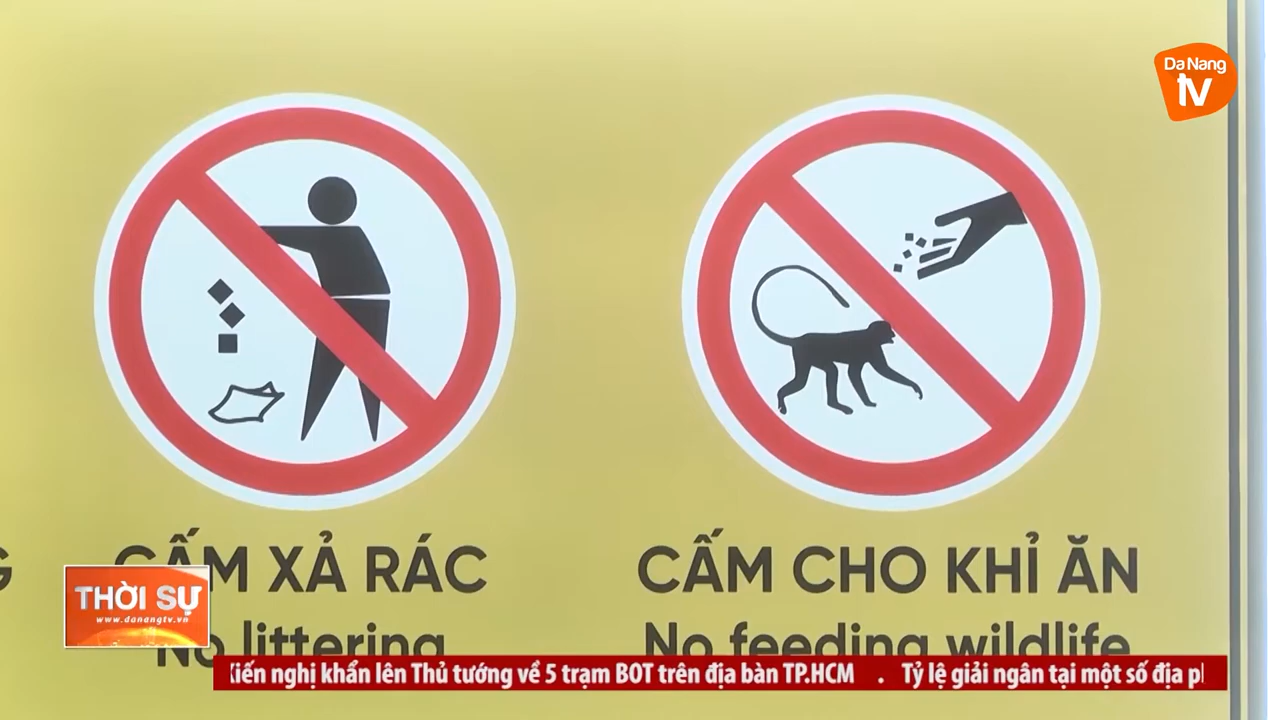 Da Nang
tv
CẤM XẢ RÁC
No littering
CẤM CHO KHỈ ĂN
No feeding wildlife
THỜI SỰ
www.danangtv.vn
Kiến nghị khẩn lên Thủ tướng về 5 trạm BOT trên địa bàn TP.HCM . Tỷ lệ giải ngân tại một số địa